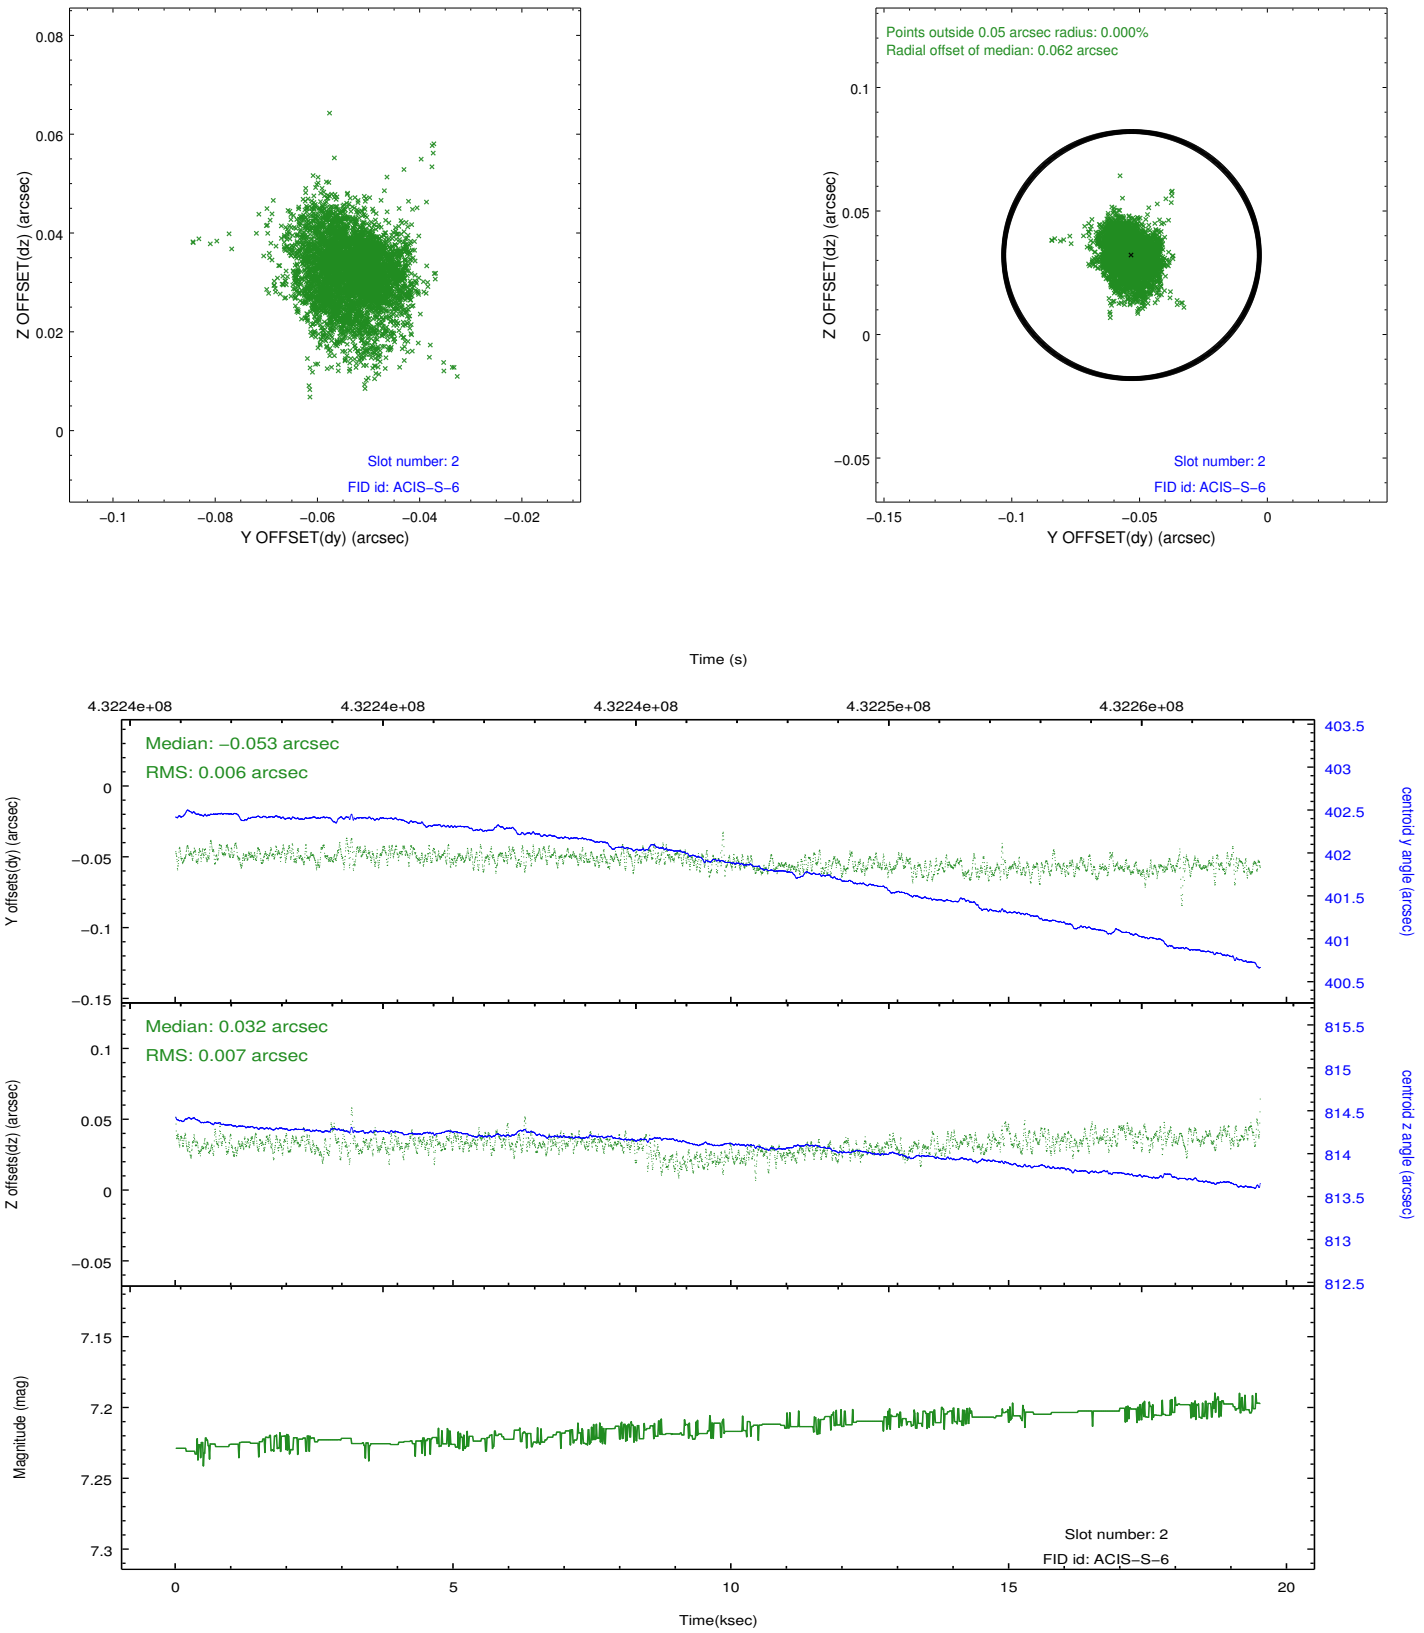 0.08
0.06
0.04
0.02
0
Z OFFSET(dz) (arcsec)
Slot number: 2
FID id: ACIS−S−6
−0.1 −0.08 −0.06 −0.04 −0.02
Y OFFSET(dy) (arcsec)
Points outside 0.05 arcsec radius: 0.000%
Radial offset of median: 0.062 arcsec
0.1
0.05
0
−0.05
Z OFFSET(dz) (arcsec)
Slot number: 2
FID id: ACIS−S−6
−0.15 −0.1 −0.05 0
Y OFFSET(dy) (arcsec)
Time (s)
4.3224e+08 4.3224e+08 4.3224e+08 4.3225e+08 4.3226e+08
Median: −0.053 arcsec
RMS: 0.006 arcsec
0
−0.05
−0.1
−0.15
Y offsets(dy) (arcsec)
403.5
403
402.5
402
401.5
401
400.5
centroid y angle (arcsec)
Median: 0.032 arcsec
RMS: 0.007 arcsec
0.1
0.05
0
−0.05
Z offsets(dz) (arcsec)
815.5
815
814.5
814
813.5
813
812.5
centroid z angle (arcsec)
7.15
7.2
7.25
7.3
Magnitude (mag)
Slot number: 2
FID id: ACIS−S−6
0 5 10 15 20
Time(ksec)